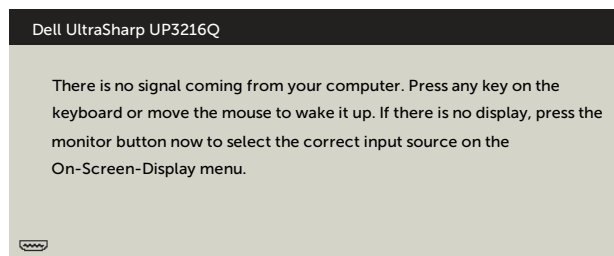 Dell UltraSharp UP3216Q
There is no signal coming from your computer. Press any key on the
keyboard or move the mouse to wake it up. If there is no display, press the
monitor button now to select the correct input source on the
On-Screen-Display menu.